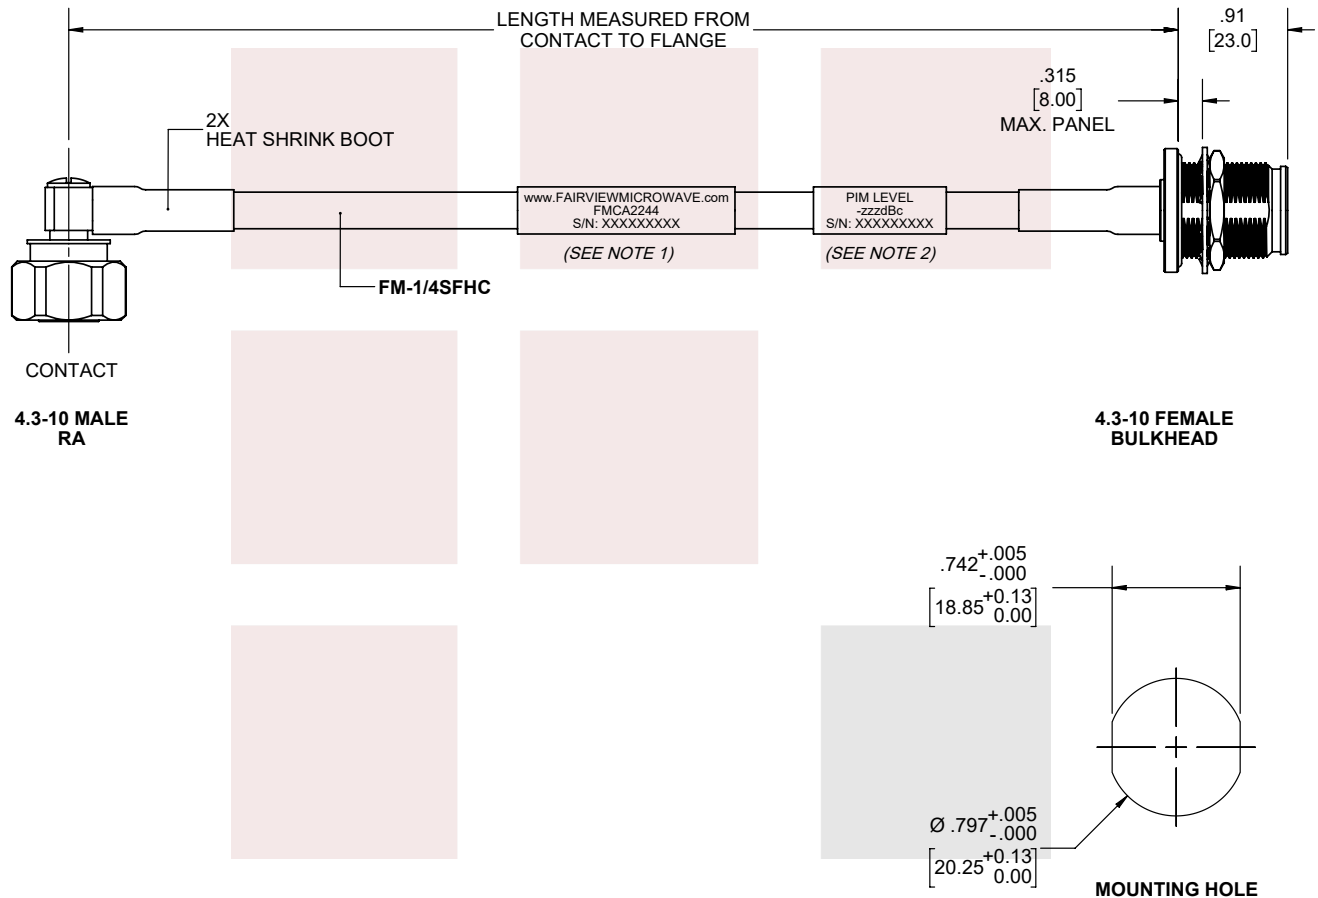 LENGTH MEASURED FROM
CONTACT TO FLANGE
.91
[23.0]
.315
[8.00]
MAX. PANEL
2X
HEAT SHRINK BOOT
www.FAIRVIEWMICROWAVE.com
FMCA2244
S/N: XXXXXXXXX
PIM LEVEL
-zzzdBc
S/N: XXXXXXXXX
(SEE NOTE 1)
(SEE NOTE 2)
FM-1/4SFHC
CONTACT
4.3-10 MALE
RA
4.3-10 FEMALE
BULKHEAD
.742 +.005
-.000
[18.85 +0.13
0.00]
Ø .797 +.005
-.000
[20.25 +0.13
0.00]
MOUNTING HOLE